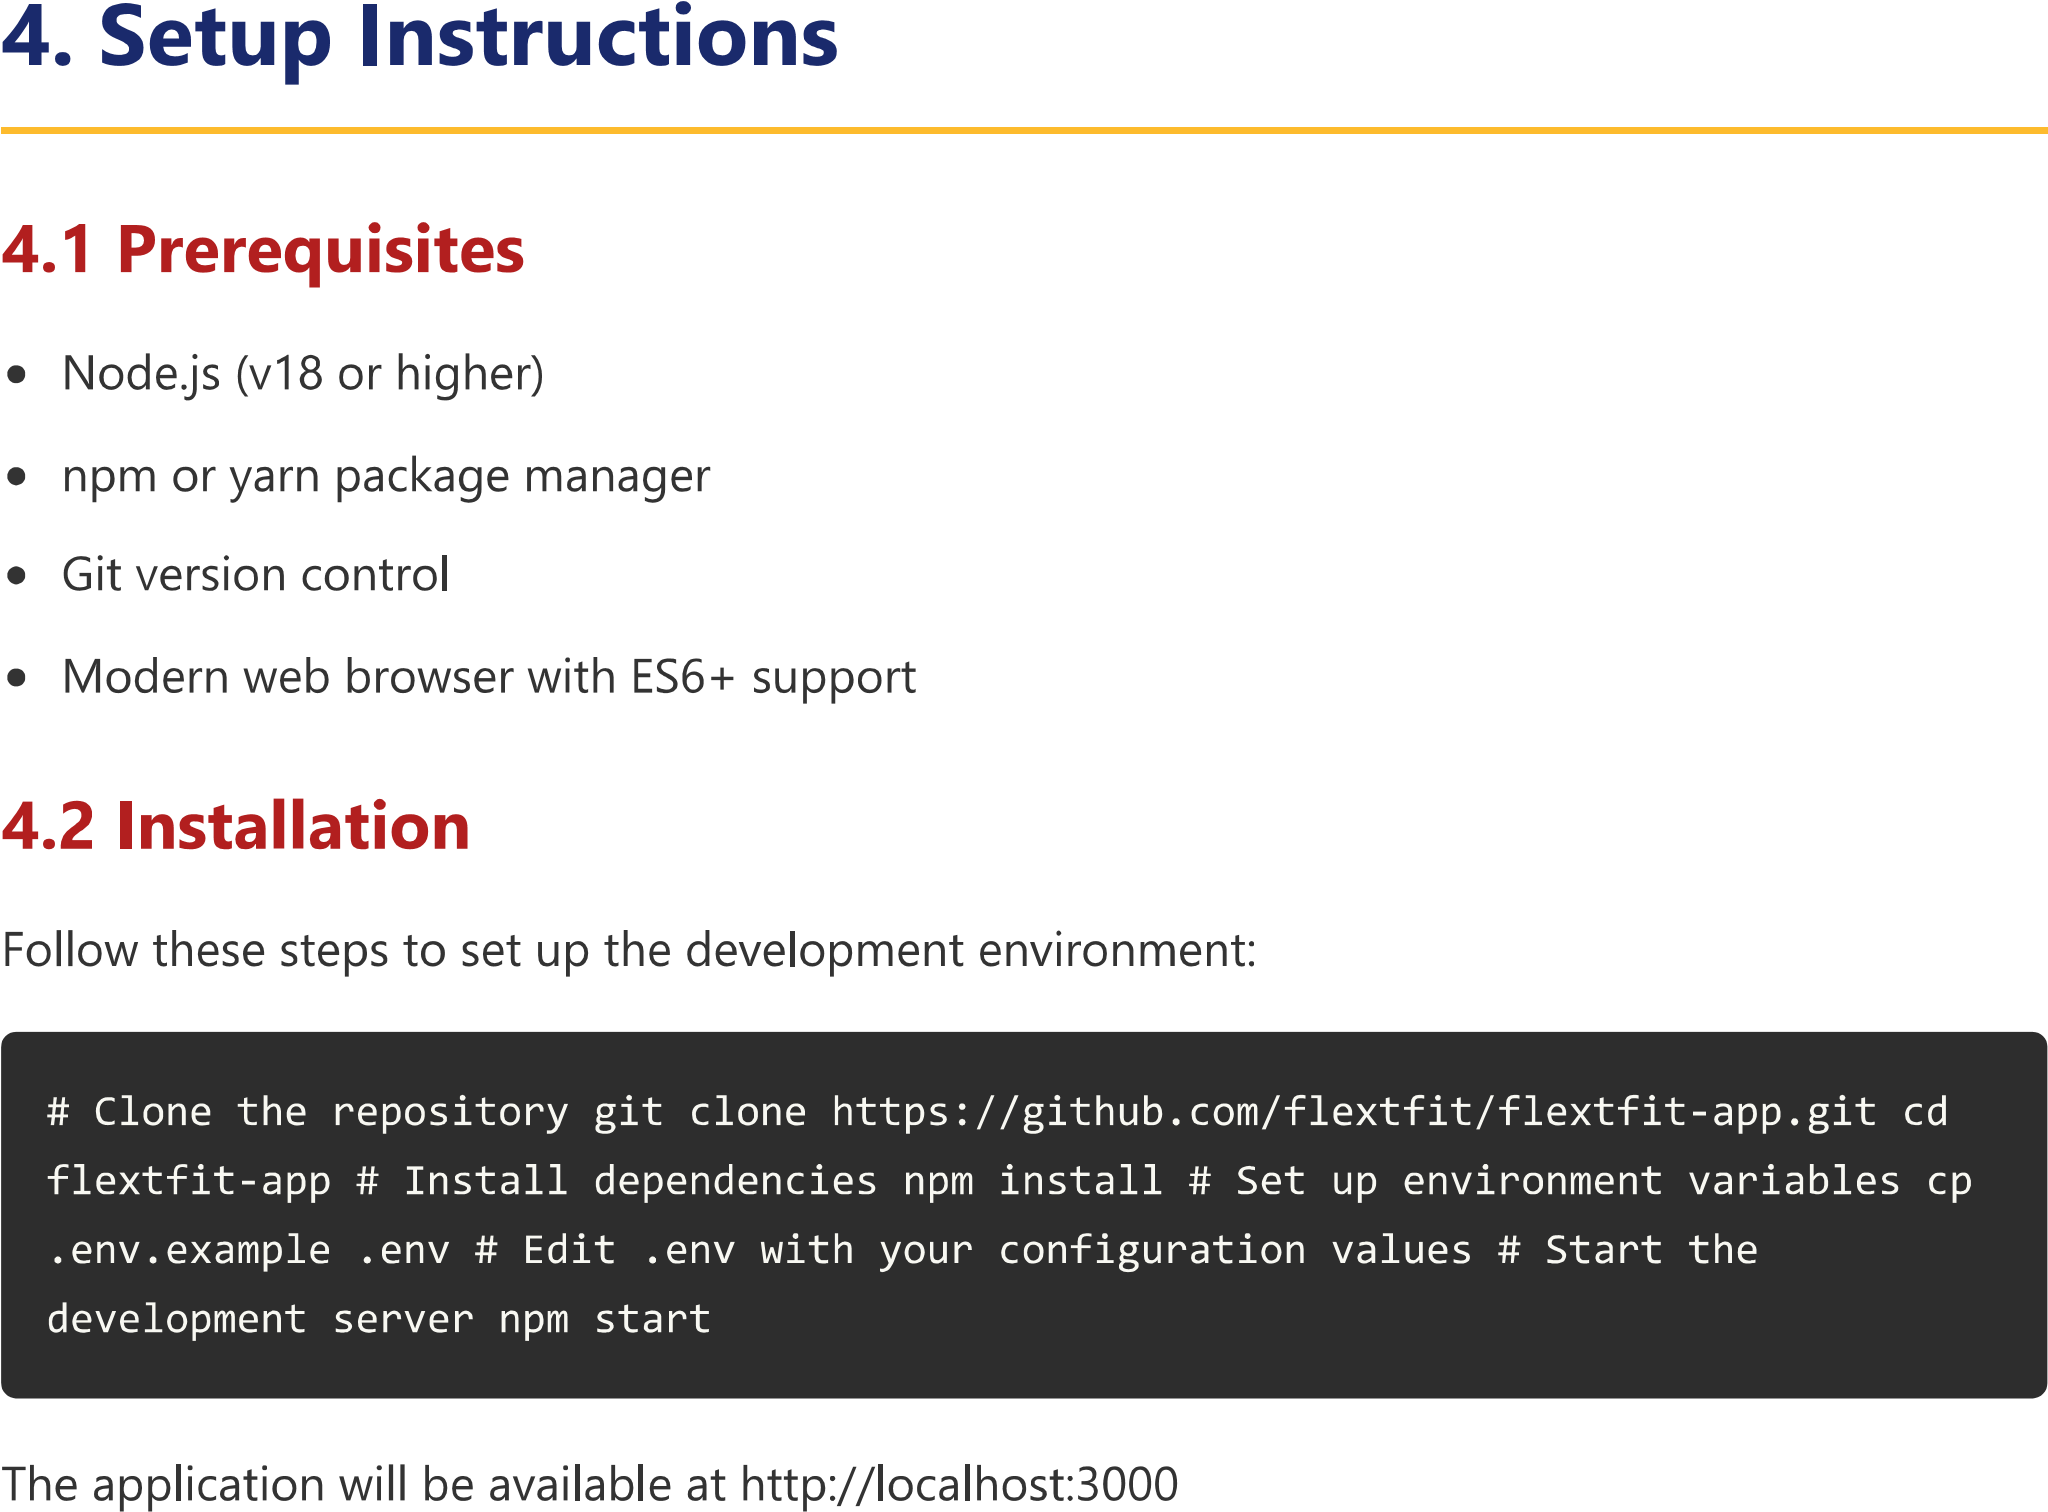 4. Setup Instructions
4.1 Prerequisites
• Node.js (v18 or higher)
• npm or yarn package manager
• Git version control
• Modern web browser with ES6+ support
4.2 Installation
Follow these steps to set up the development environment:
# Clone the repository git clone https://github.com/flextfit/flextfit-app.git cd
flextfit-app # Install dependencies npm install # Set up environment variables cp
.env.example .env # Edit .env with your configuration values # Start the
development server npm start
The application will be available at http://localhost:3000